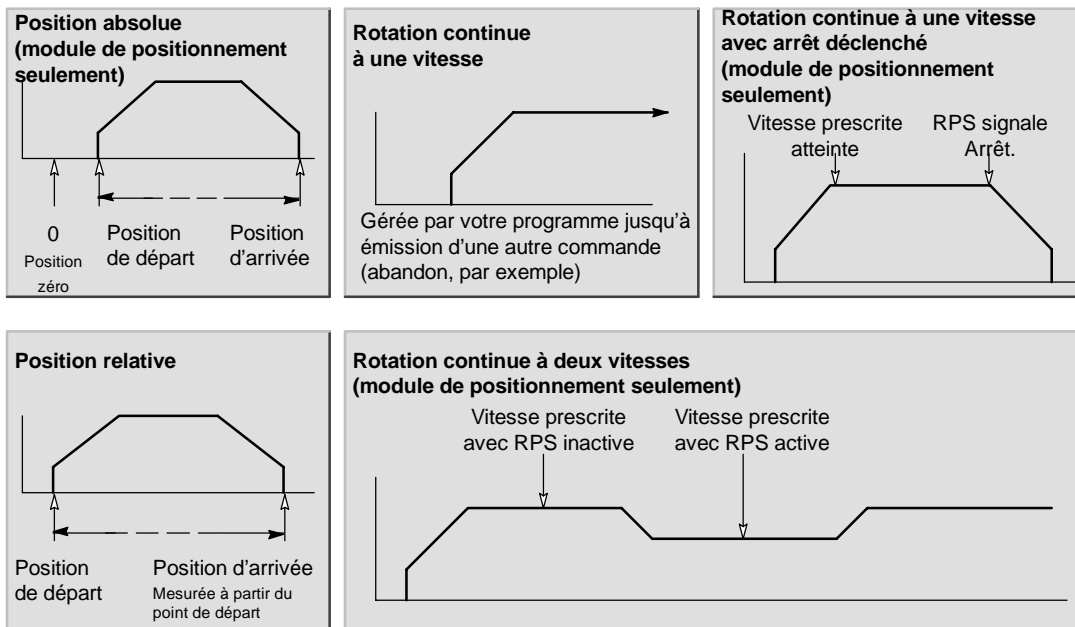 Position absolue
(module de positionnement
seulement)
0
Position
zéro
Position
de départ
Position
d'arrivée
Rotation continue
à une vitesse
Gérée par votre programme jusqu'à
émission d'une autre commande
(abandon, par exemple)
Rotation continue à une vitesse
avec arrêt déclenché
(module de positionnement
seulement)
Vitesse prescrite
atteinte
RPS signale
Arrêt.
Position relative
Position
de départ
Position d'arrivée
Mesurée à partir du
point de départ
Rotation continue à deux vitesses
(module de positionnement seulement)
Vitesse prescrite
avec RPS inactive
Vitesse prescrite
avec RPS active